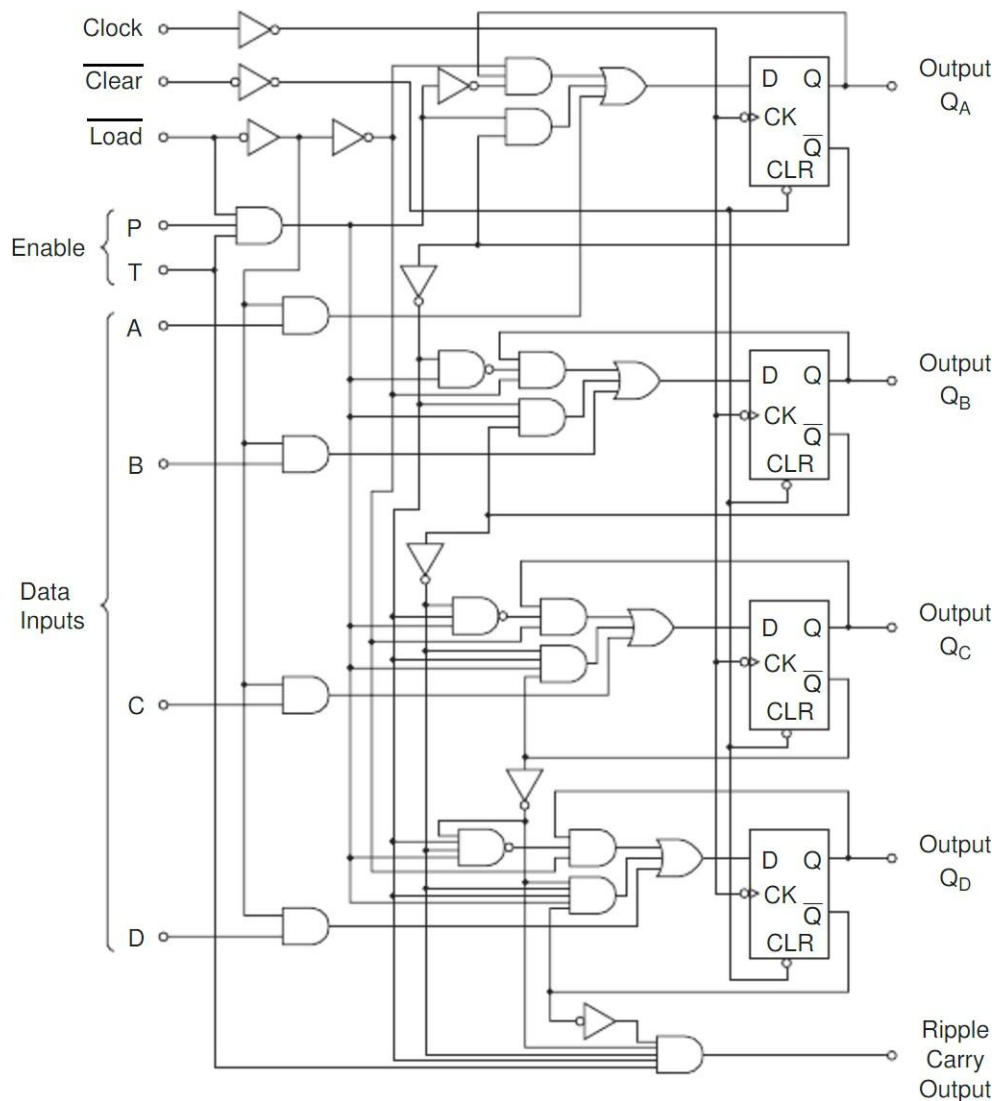 Clock
Clear
Load
Enable
P
T
Data
Inputs
A
B
C
D
D Q
CK
Q
CLR
Output
QA
D Q
CK
Q
CLR
Output
QB
D Q
CK
Q
CLR
Output
QC
D Q
CK
Q
CLR
Output
QD
Ripple
Carry
Output